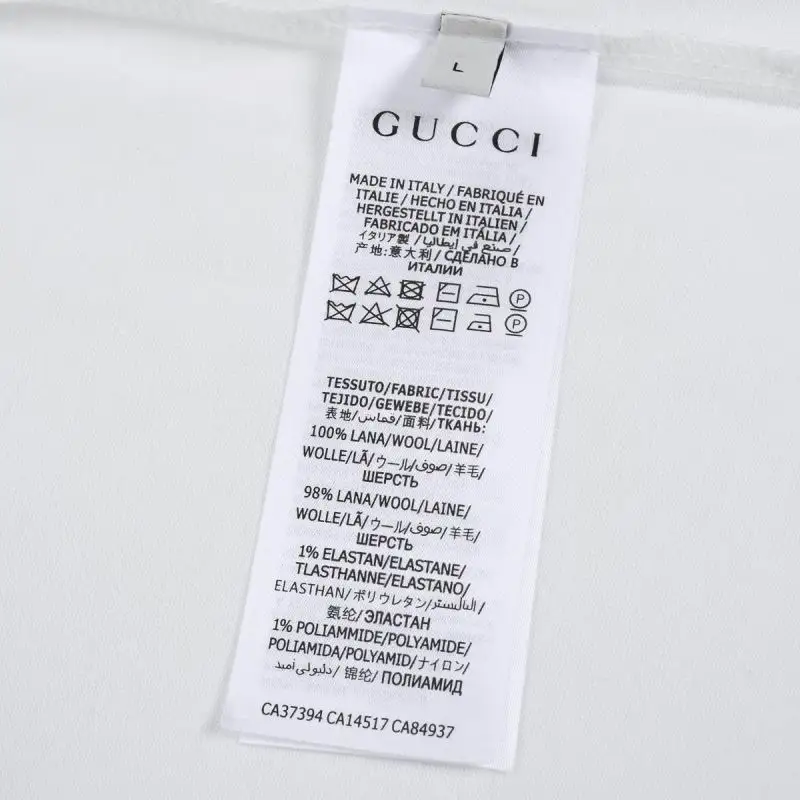 L
GUCCI
MADE IN ITALY / FABRIQUÉ EN
ITALIE / HECHO EN ITALIA /
HERGESTELLT IN ITALIEN /
FABRICADO EM ITÁLIA /
イタリア製 / صنع في إيطاليا /
产地:意大利 / СДЕЛАНО В
ИТАЛИИ
P
P
TESSUTO/FABRIC/TISSU/
TEJIDO/GEWEBE/TECIDO/
表地/قماش/面料/ТКАНЬ:
100% LANA/WOOL/LAINE/
WOLLE/LÃ/ウール/صوف/羊毛/
ШЕРСТЬ
98% LANA/WOOL/LAINE/
WOLLE/LÃ/ウール/صوف/羊毛/
ШЕРСТЬ
1% ELASTAN/ELASTANE/
TLASTHANNE/ELASTANO/
ELASTHAN/ポリウレタン/
氨纶/ЭЛАСТАН
1% POLIAMMIDE/POLYAMIDE/
POLIAMIDA/POLYAMID/ナイロン/
锦纶/ ПОЛИАМИД
CA37394 CA14517 CA84937